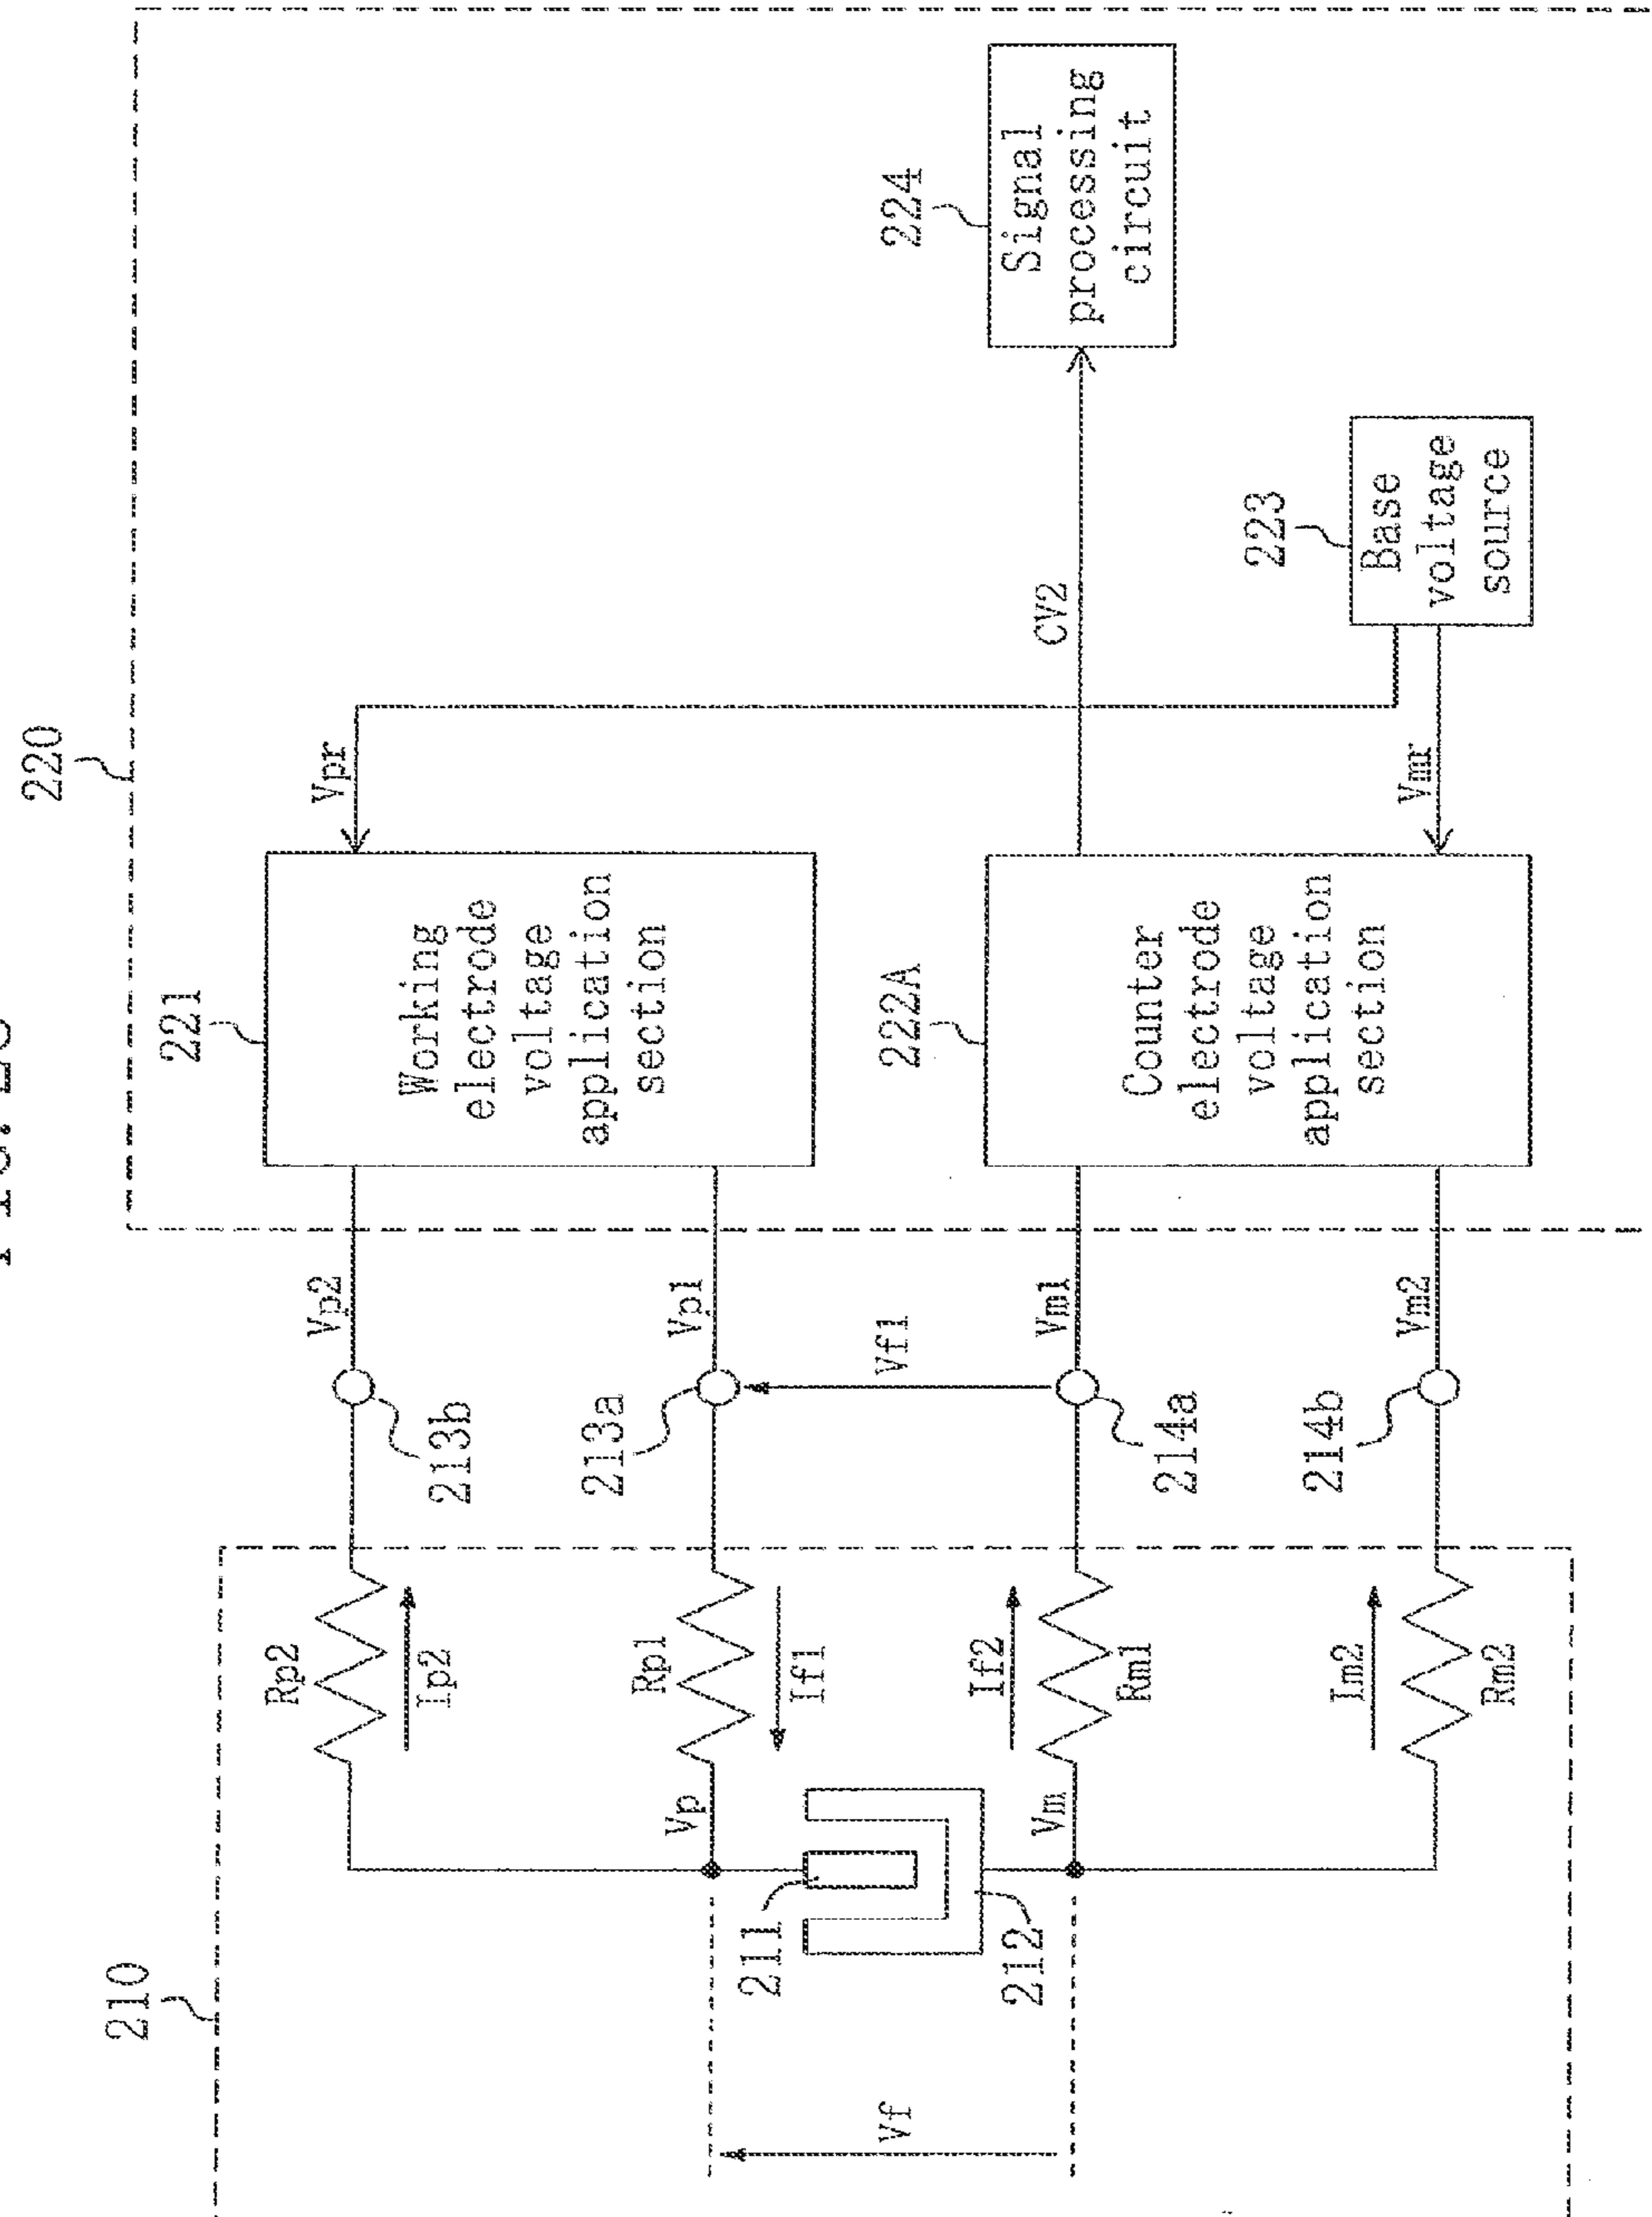 220
210
221
Rp2
Vp2
Vpr
Ip2
213b
Working
electrode
voltage
application
section
Rp1
213a
Vp1
Vp
If1
211
Vf
Vf1
222A
224
If2
212
Vm
Rm1
Vm1
CV2
214a
Counter
electrode
voltage
application
section
Signal
processing
circuit
223
Im2
214b
Vm2
Vmr
Rm2
Base
voltage
source